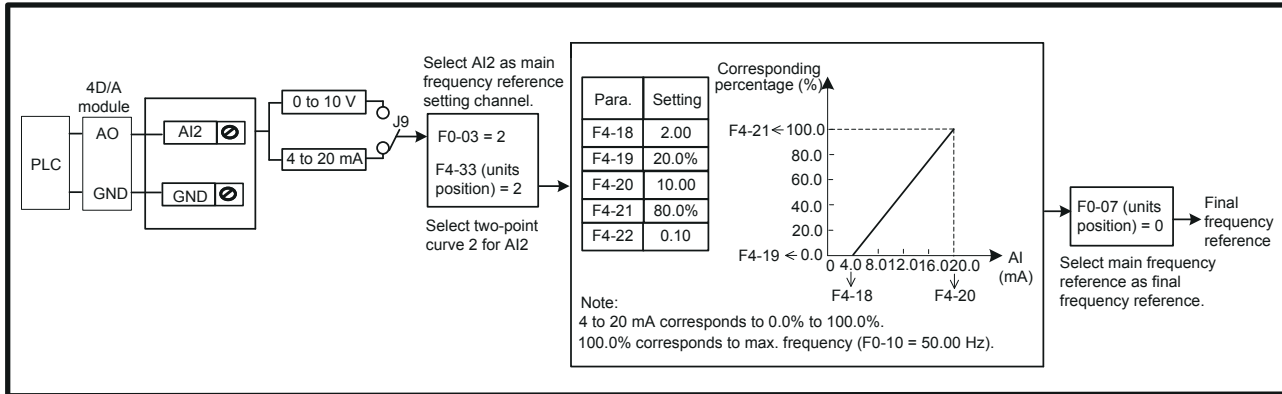 PLC
4D/A
module
AO
GND
AI2
GND
0 to 10 V
4 to 20 mA
J9
Select AI2 as main
frequency reference
setting channel.
F0-03 = 2
F4-33 (units
position) = 2
Select two-point
curve 2 for AI2
Para. Setting
F4-18 2.00
F4-19 20.0%
F4-20 10.00
F4-21 80.0%
F4-22 0.10
Corresponding
percentage (%)
F4-21 100.0
80.0
60.0
40.0
20.0
F4-19 0.0
0 4.0 8.0 12.0 16.0 20.0 AI
(mA)
F4-18 F4-20
Note:
4 to 20 mA corresponds to 0.0% to 100.0%.
100.0% corresponds to max. frequency (F0-10 = 50.00 Hz).
F0-07 (units
position) = 0
Select main frequency
reference as final
frequency reference.
Final
frequency
reference